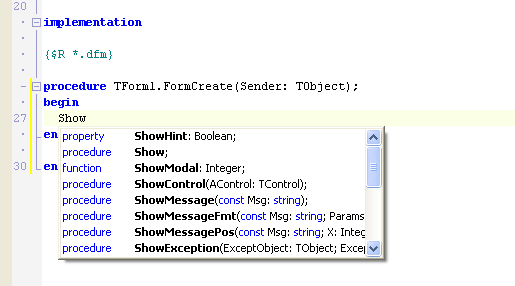 20
implementation
{$R *.dfm}
procedure TForm1.FormCreate(Sender: TObject);
begin
27 Show
en
30 en
property ShowHint: Boolean;
procedure Show;
function ShowModal: Integer;
procedure ShowControl(AControl: TControl);
procedure ShowMessage(const Msg: string);
procedure ShowMessageFmt(const Msg: string; Params
procedure ShowMessagePos(const Msg: string; X: Integ
procedure ShowException(ExceptObject: TObject; Excep